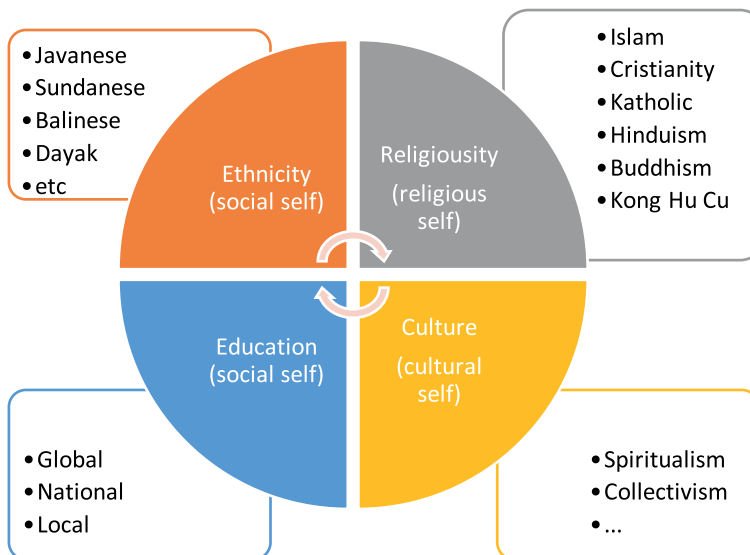 • Javanese
• Sundanese
• Balinese
• Dayak
• etc
Ethnicity
(social self)
• Islam
• Cristianity
• Katholic
• Hinduism
• Buddhism
• Kong Hu Cu
Religiousity
(religious
self)
Education
(social self)
• Global
• National
• Local
Culture
(cultural
self)
• Spiritualism
• Collectivism
• ...